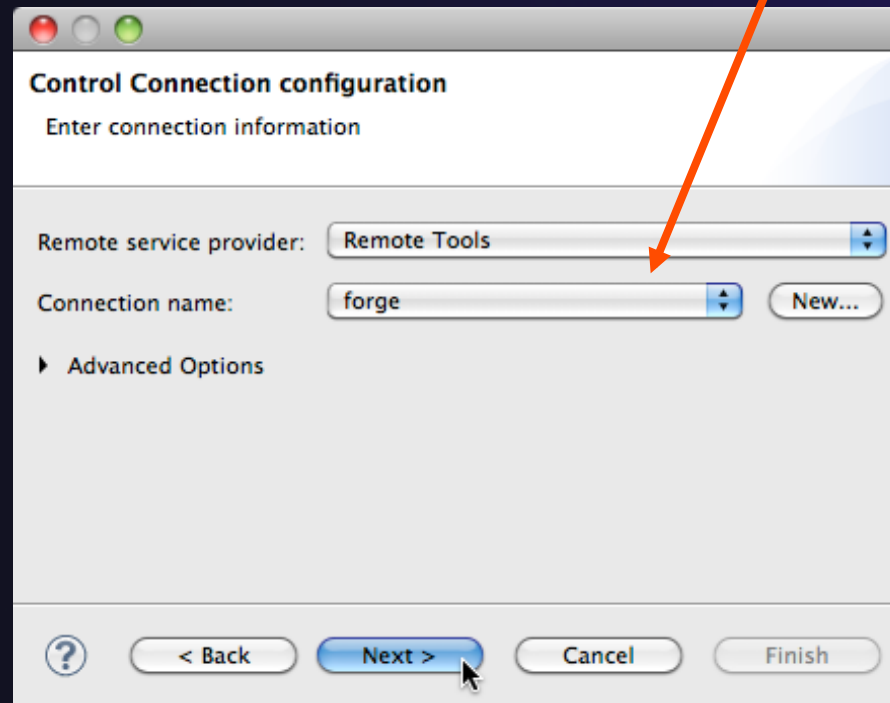 Control Connection configuration
Enter connection information
Remote service provider: Remote Tools
Connection name: forge New...
Advanced Options
? < Back Next > Cancel Finish